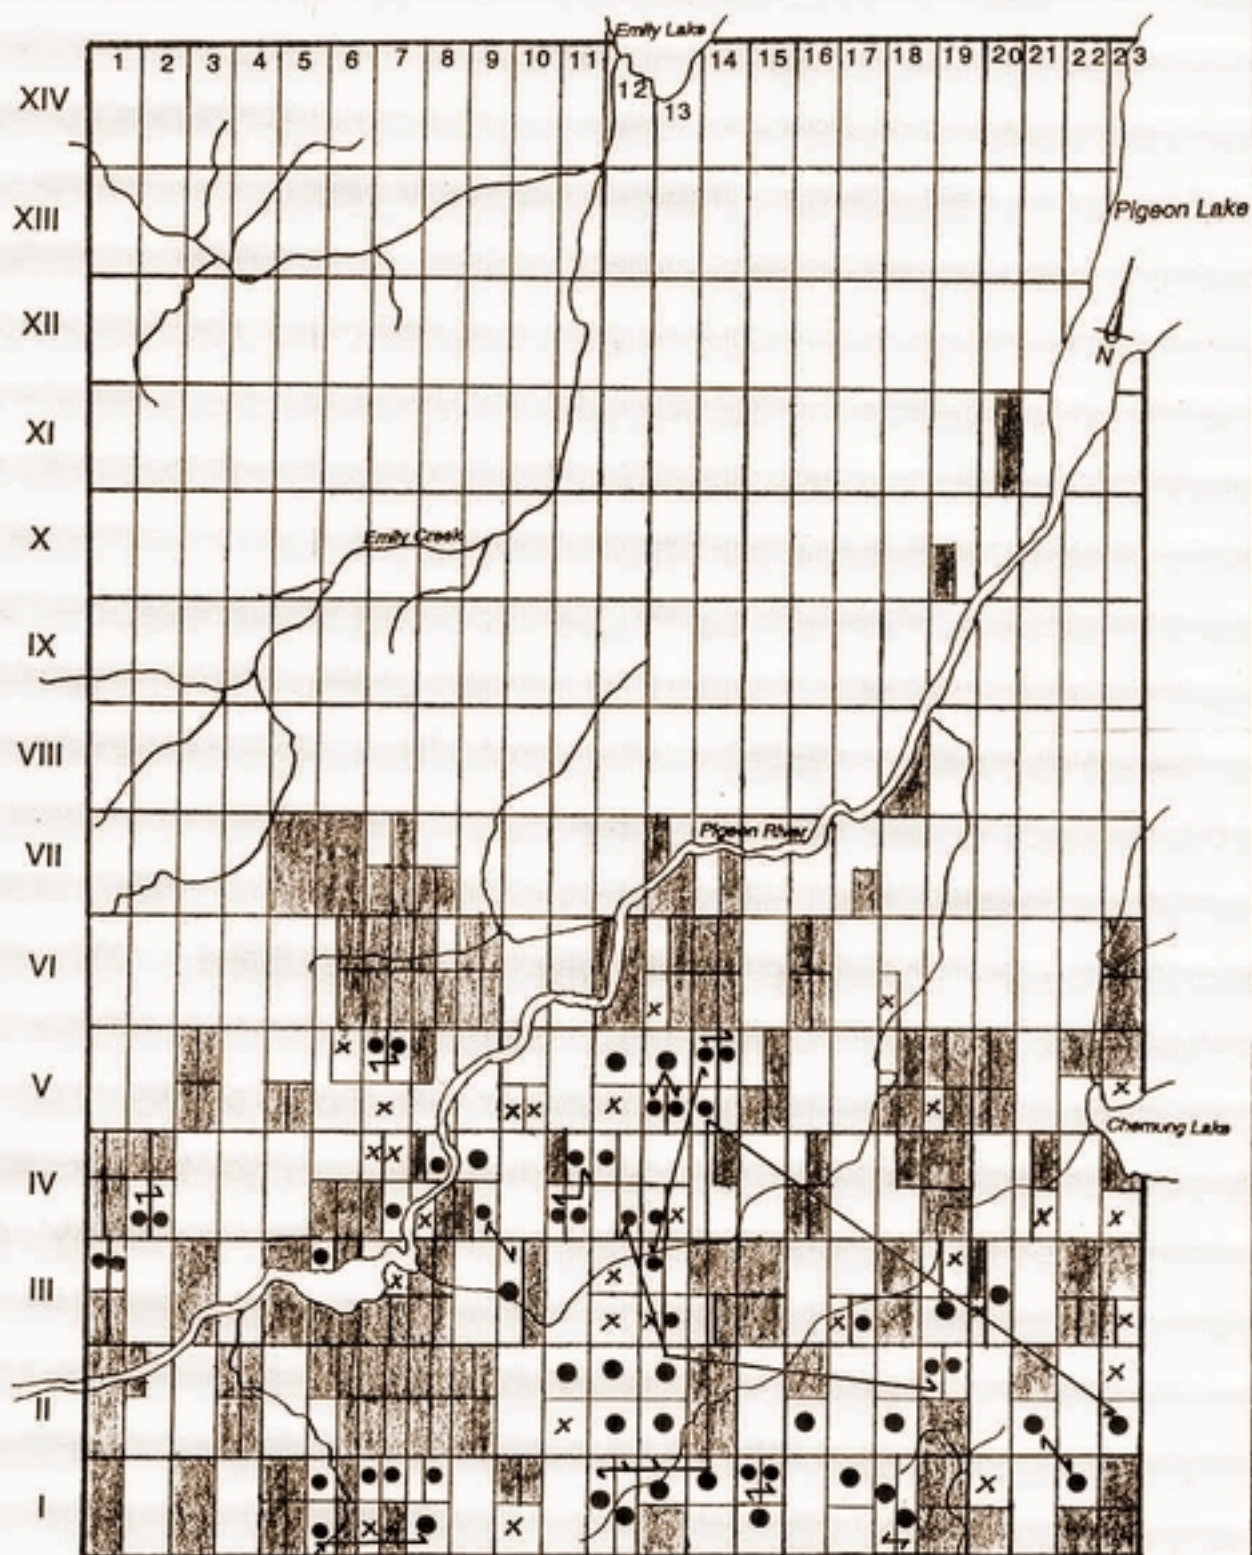 Emily Lake
1 2 3 4 5 6 7 9 10 11 12 13 14 15 16 17 18 19 20 21 22 23
XIV
XIII
Pigeon Lake
XII
N
XI
X
Emily Creek
IX
VIII
VII
Pigeon River
VI
V
Chemung Lake
IV
III
II
I